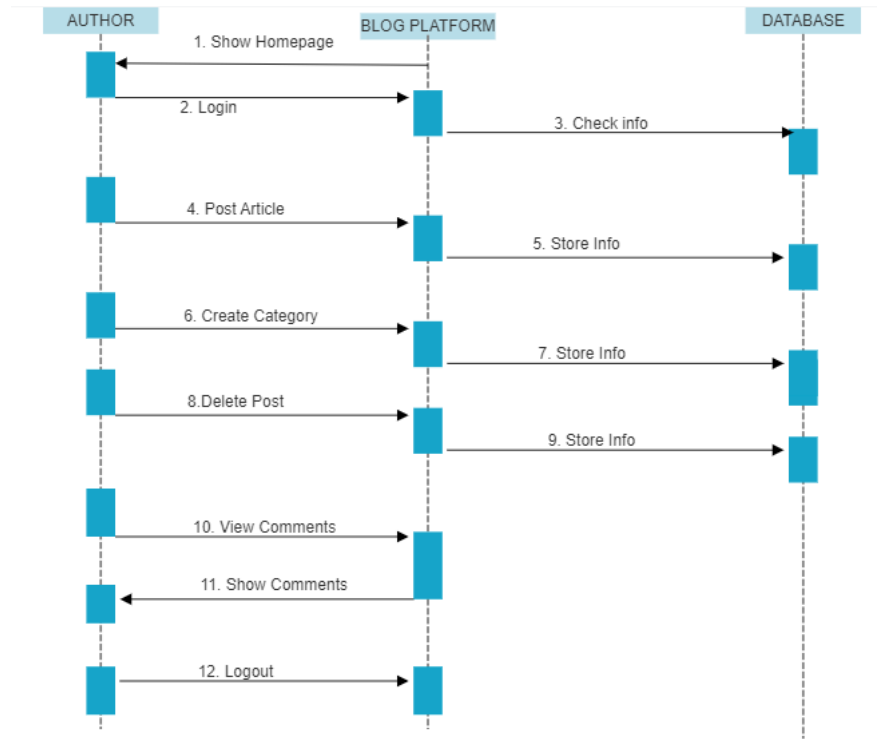 AUTHOR
BLOG PLATFORM
DATABASE
1. Show Homepage
2. Login
3. Check info
4. Post Article
5. Store Info
6. Create Category
7. Store Info
8.Delete Post
9. Store Info
10. View Comments
11. Show Comments
12. Logout